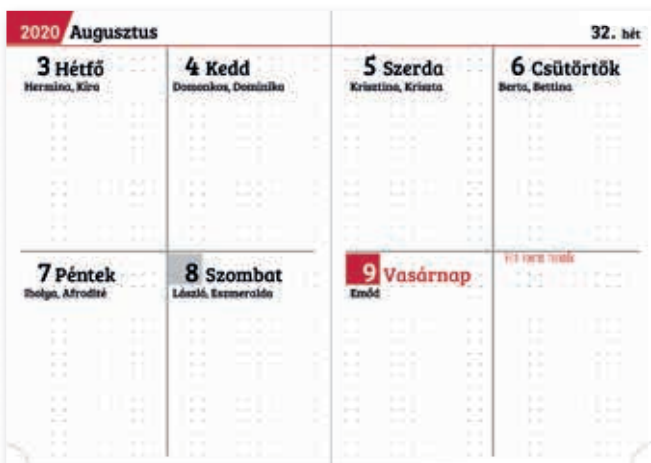 2020 Augusztus
32. hét
3 Hétfő
Hermina, Kira
4 Kedd
Domonkos, Dominika
5 Szerda
Krisztina, Kriszta
6 Csütörtök
Berta, Bettina
7 Péntek
Ibolya, Afrodité
8 Szombat
László, Eszmeralda
9 Vasárnap
Emőd